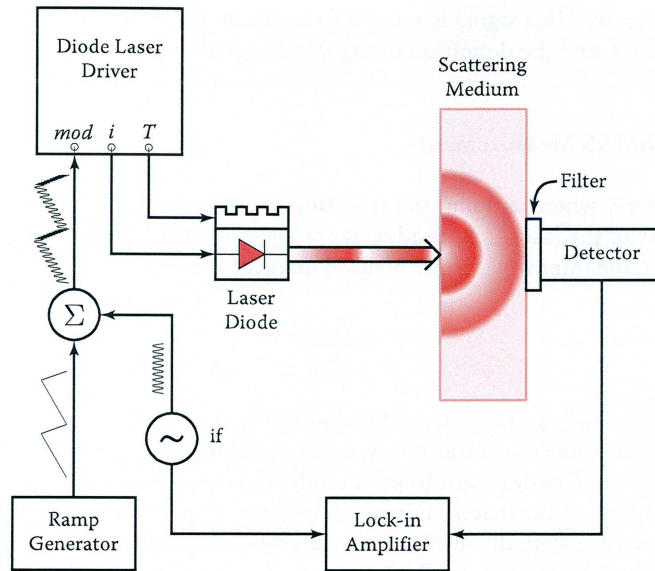 Diode Laser
Driver
mod i T
Scattering
Medium
Filter
Detector
Laser
Diode
Σ
~
if
Ramp
Generator
Lock-in
Amplifier